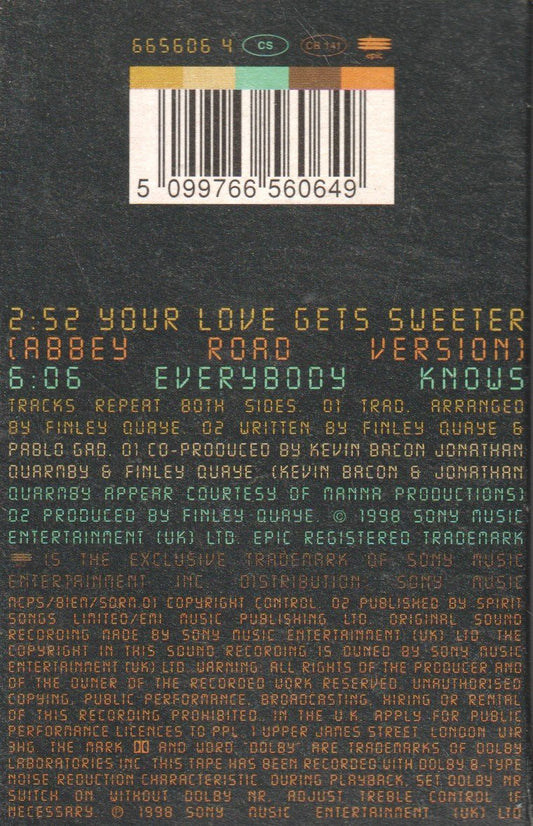 665606 4 CS CB 141 epic
5 099766 560649
2:52 YOUR LOVE GETS SWEETER
(ABBEY ROAD VERSION)
6:06 EVERYBODY KNOWS
TRACKS REPEAT BOTH SIDES. 01 TRAD. ARRANGED
BY FINLEY QUAYE. 02 WRITTEN BY FINLEY QUAYE &
PABLO GAD. 01 CO-PRODUCED BY KEVIN BACON JONATHAN
QUARMBY & FINLEY QUAYE. (KEVIN BACON & JONATHAN
QUARMBY APPEAR COURTESY OF MANNA PRODUCTIONS)
02 PRODUCED BY FINLEY QUAYE. © 1998 SONY MUSIC
ENTERTAINMENT (UK) LTD. EPIC REGISTERED TRADEMARK
IS THE EXCLUSIVE TRADEMARK OF SONY MUSIC
ENTERTAINMENT INC. DISTRIBUTION: SONY MUSIC
MCPS/BIEM/SDRM 01 COPYRIGHT CONTROL. 02 PUBLISHED BY SPIRIT
SONGS LIMITED/EMI MUSIC PUBLISHING LTD. ORIGINAL SOUND
RECORDING MADE BY SONY MUSIC ENTERTAINMENT (UK) LTD. THE
COPYRIGHT IN THIS SOUND RECORDING IS OWNED BY SONY MUSIC
ENTERTAINMENT (UK) LTD. WARNING. ALL RIGHTS OF THE PRODUCER AND
OF THE OWNER OF THE RECORDED WORK RESERVED. UNAUTHORISED
COPYING, PUBLIC PERFORMANCE, BROADCASTING, HIRING OR RENTAL
OF THIS RECORDING PROHIBITED. IN THE U.K. APPLY FOR PUBLIC
PERFORMANCE LICENCES TO PPL, 1 UPPER JAMES STREET LONDON W1R
3HG. THE MARK AND WORD, DOLBY ARE TRADEMARKS OF DOLBY
LABORATORIES INC. THIS TAPE HAS BEEN RECORDED WITH DOLBY B-TYPE
NOISE REDUCTION CHARACTERISTIC. DURING PLAYBACK, SET DOLBY NR
SWITCH ON. WITHOUT DOLBY NR, ADJUST TREBLE CONTROL IF
NECESSARY. © 1998 SONY MUSIC ENTERTAINMENT (UK) LTD